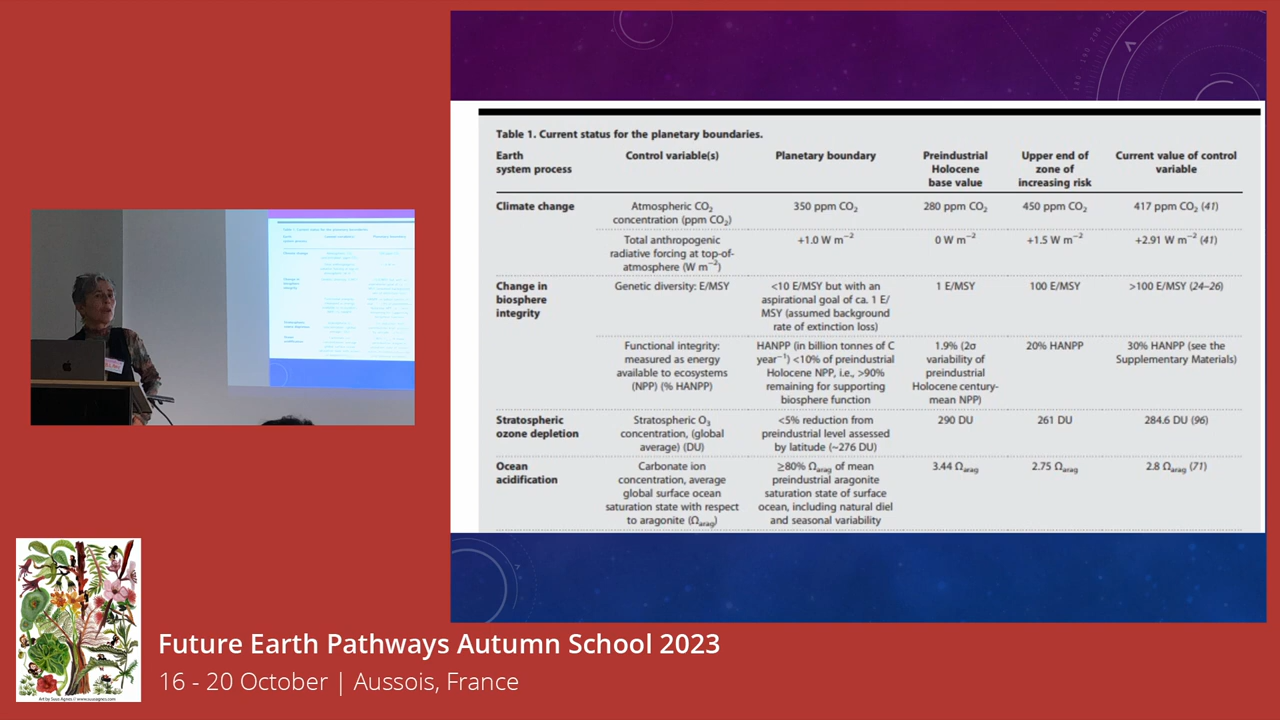 Table 1. Current status for the planetary boundaries.
Earth system process | Control variable(s) | Planetary boundary | Preindustrial Holocene base value | Upper end of zone of increasing risk | Current value of control variable
Climate change | Atmospheric CO₂ concentration (ppm CO₂) | 350 ppm CO₂ | 280 ppm CO₂ | 450 ppm CO₂ | 417 ppm CO₂ (41)
Total anthropogenic radiative forcing at top-of-atmosphere (W m⁻²) | +1.0 W m⁻² | 0 W m⁻² | +1.5 W m⁻² | +2.91 W m⁻² (41)
Change in biosphere integrity | Genetic diversity: E/MSY | <10 E/MSY but with an aspirational goal of ca. 1 E/MSY (assumed background rate of extinction loss) | 1 E/MSY | 100 E/MSY | >100 E/MSY (24–26)
Functional integrity: measured as energy available to ecosystems (NPP) (% HANPP) | HANPP (in billion tonnes of C year⁻¹) <10% of preindustrial Holocene NPP, i.e., >90% remaining for supporting biosphere function | 1.9% (2σ variability of preindustrial Holocene century-mean NPP) | 20% HANPP | 30% HANPP (see the Supplementary Materials)
Stratospheric ozone depletion | Stratospheric O₃ concentration, (global average) (DU) | <5% reduction from preindustrial level assessed by latitude (~276 DU) | 290 DU | 261 DU | 284.6 DU (96)
Ocean acidification | Carbonate ion concentration, average global surface ocean saturation state with respect to aragonite (Ωarag) | ≥80% Ωarag of mean preindustrial aragonite saturation state of surface ocean, including natural diel and seasonal variability | 3.44 Ωarag | 2.75 Ωarag | 2.8 Ωarag (71)
Future Earth Pathways Autumn School 2023
16 - 20 October | Aussois, France